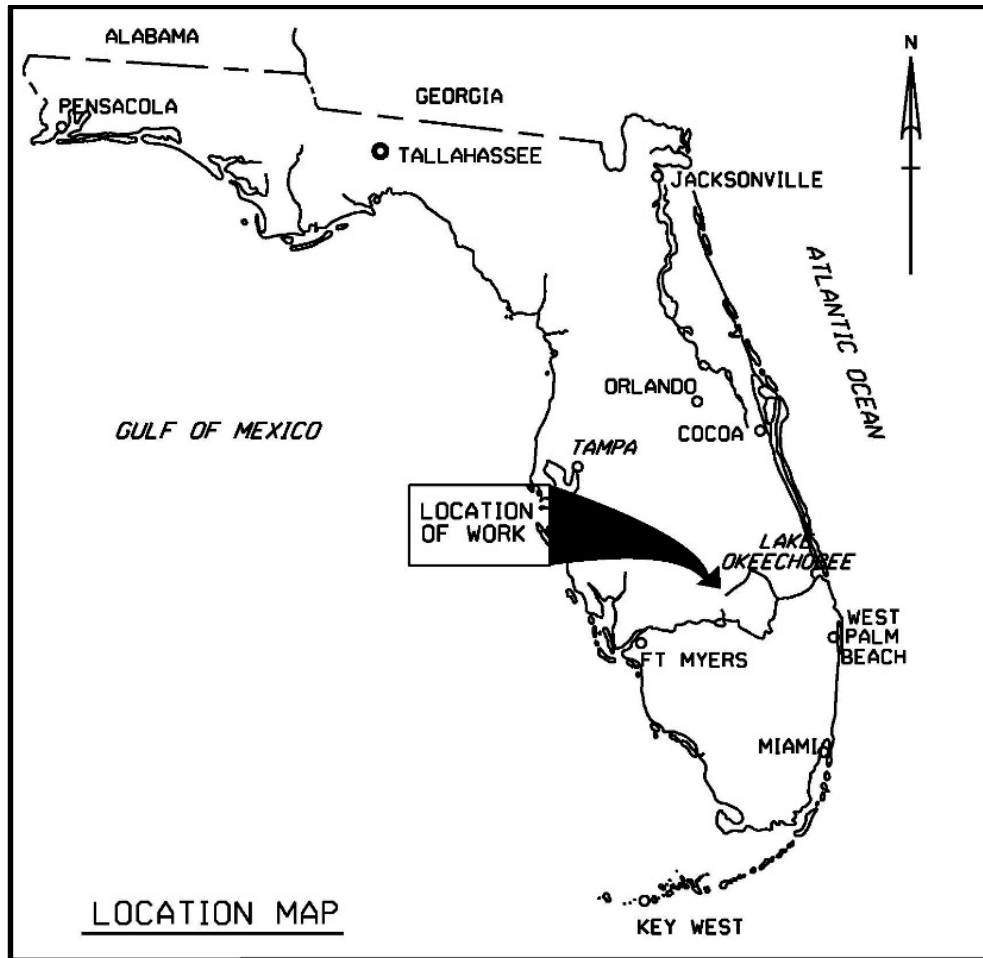 ALABAMA
N
GEORGIA
PENSACOLA
TALLAHASSEE
JACKSONVILLE
ATLANTIC OCEAN
ORLANDO
GULF OF MEXICO
COCOA
TAMPA
LOCATION
OF WORK
LAKE
OKEECHOBEE
WEST
PALM
BEACH
FT MYERS
MIAMI
LOCATION MAP
KEY WEST